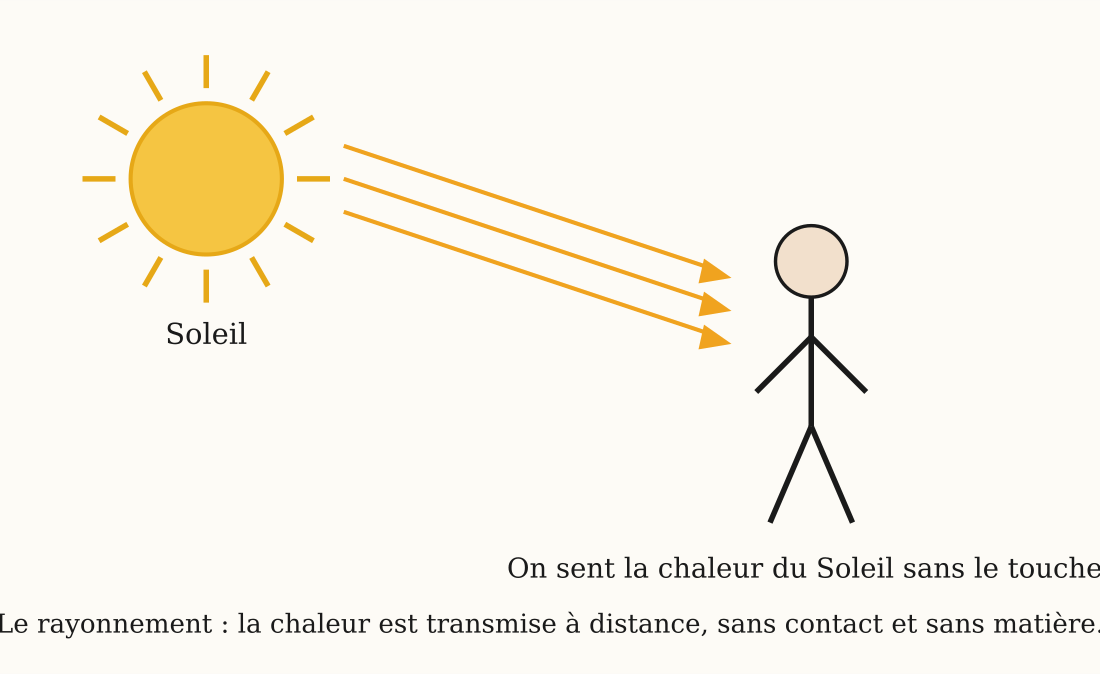 Soleil
On sent la chaleur du Soleil sans le touche
Le rayonnement : la chaleur est transmise à distance, sans contact et sans matière.